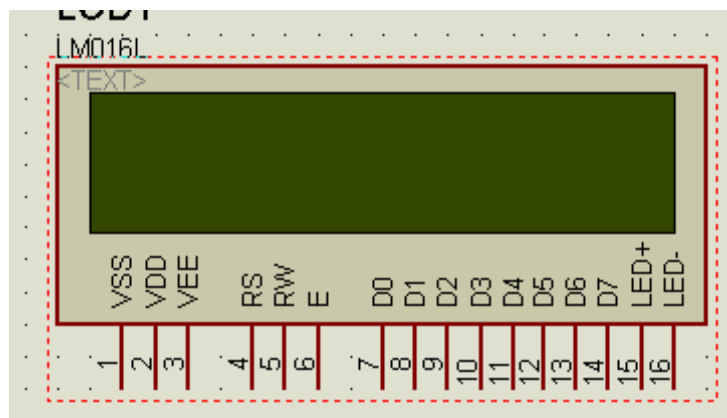 LCD1
LM016L
<TEXT>
VSS VDD VEE RS RW E D0 D1 D2 D3 D4 D5 D6 D7 LED+ LED-
1 2 3 4 5 6 7 8 9 10 11 12 13 14 15 16